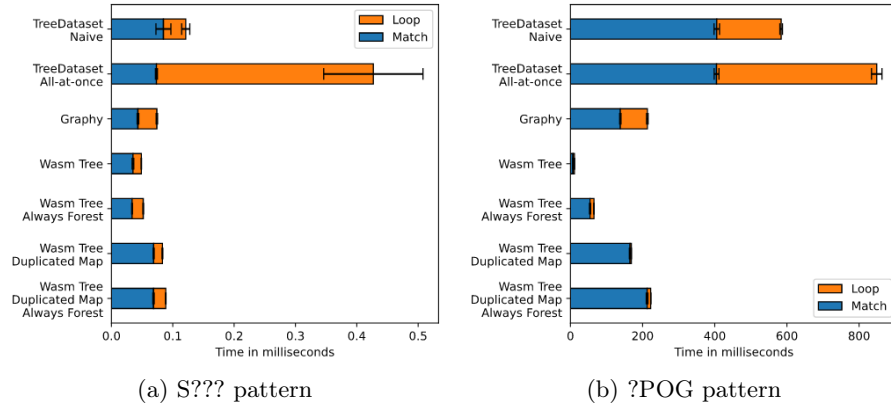 TreeDataset
Naive
TreeDataset
All-at-once
Graphy
Wasm Tree
Wasm Tree
Always Forest
Wasm Tree
Duplicated Map
Wasm Tree
Duplicated Map
Always Forest
Loop
Match
0.0 0.1 0.2 0.3 0.4 0.5
Time in milliseconds
(a) S??? pattern
TreeDataset
Naive
TreeDataset
All-at-once
Graphy
Wasm Tree
Wasm Tree
Always Forest
Wasm Tree
Duplicated Map
Wasm Tree
Duplicated Map
Always Forest
Loop
Match
0 200 400 600 800
Time in milliseconds
(b) ?POG pattern